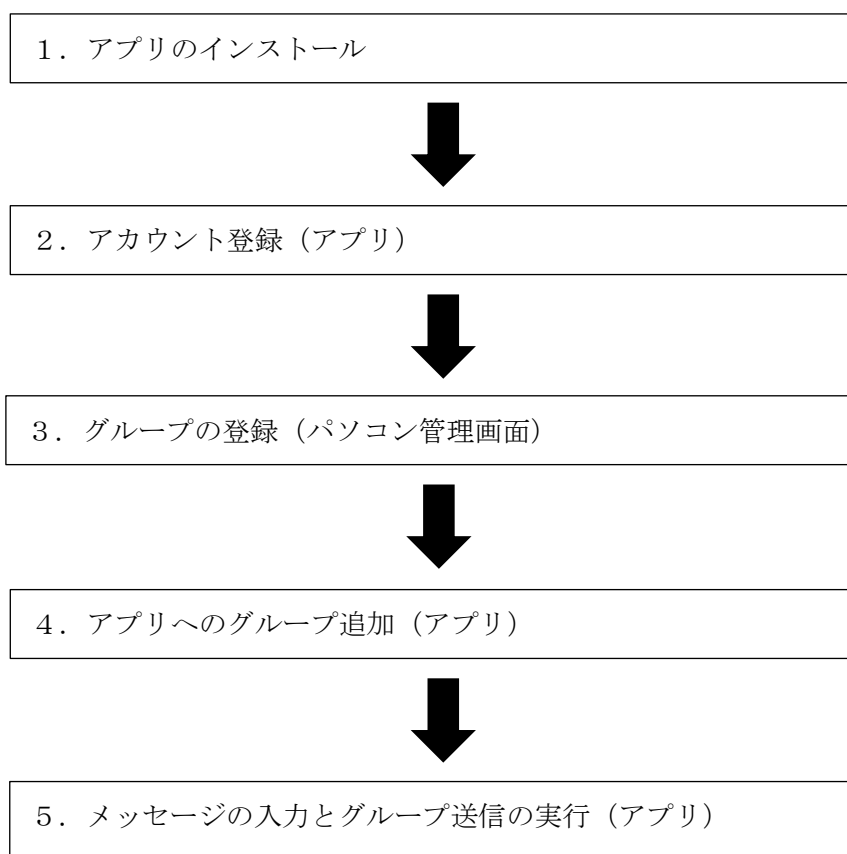 １．アプリのインストール
２．アカウント登録（アプリ）
３．グループの登録（パソコン管理画面）
４．アプリへのグループ追加（アプリ）
５．メッセージの入力とグループ送信の実行（アプリ）